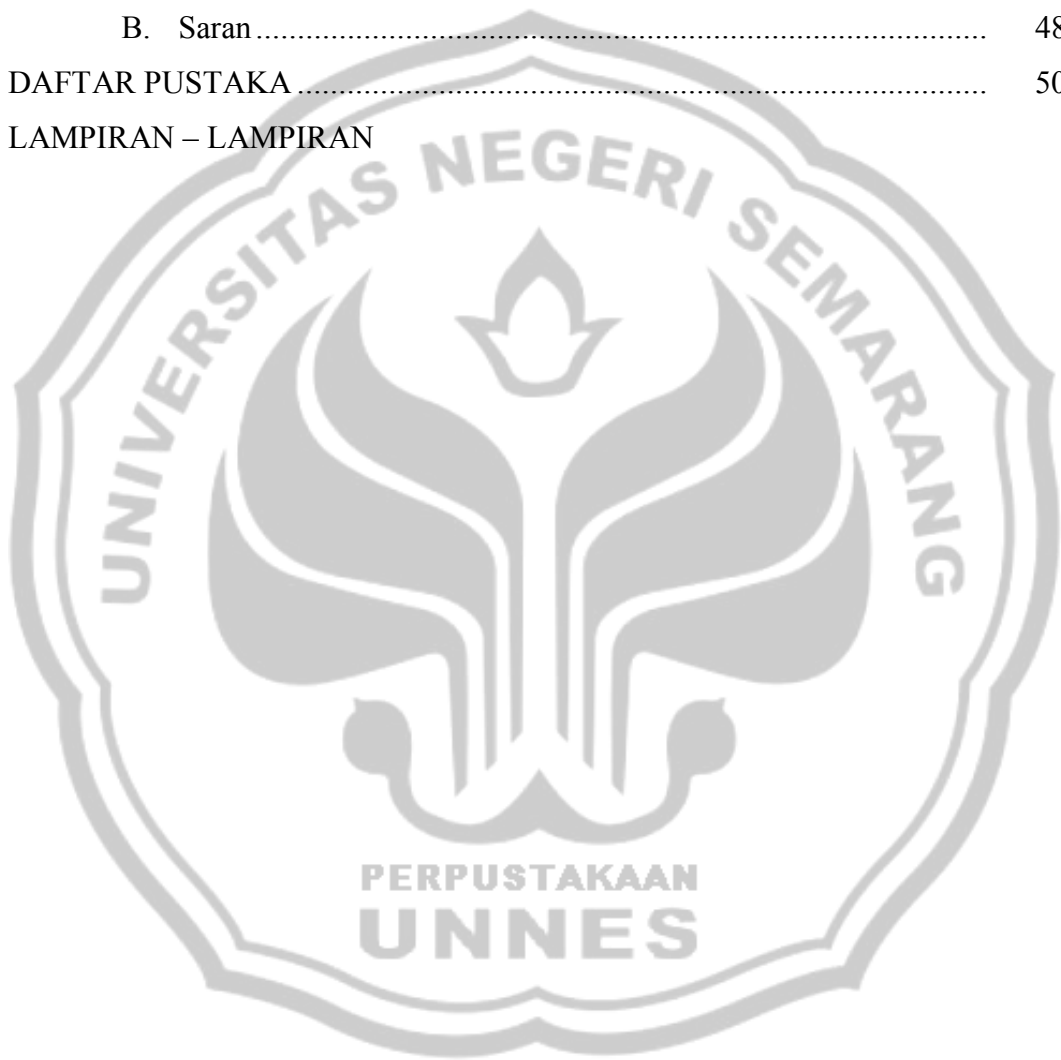 B. Saran ........................................................................................ 48
DAFTAR PUSTAKA ................................................................................... 50
LAMPIRAN – LAMPIRAN
UNIVERSITAS NEGERI SEMARANG
PERPUSTAKAAN
UNNES